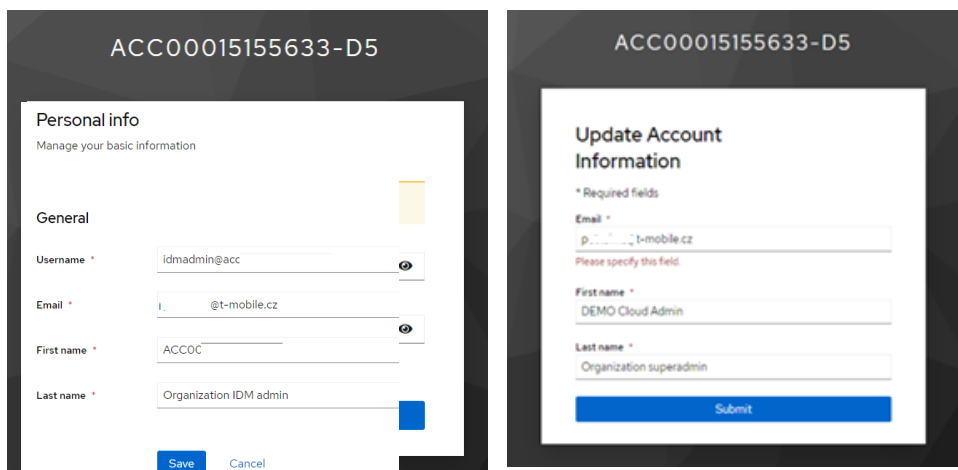 ACC00015155633-D5
Personal info
Manage your basic information
General
Username *
idmadmin@acc
Email *
@t-mobile.cz
First name *
ACC00
Last name *
Organization IDM admin
Save Cancel
ACC00015155633-D5
Update Account
Information
* Required fields
Email *
t-mobile.cz
Please specify this field.
First name *
DEMO Cloud Admin
Last name *
Organization superadmin
Submit